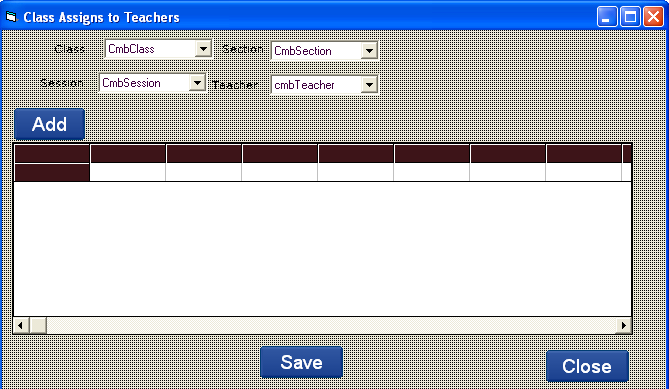 Class Assigns to Teachers
Class CmbClass Section CmbSection
Session CmbSession Teacher cmbTeacher
Add
Save
Close